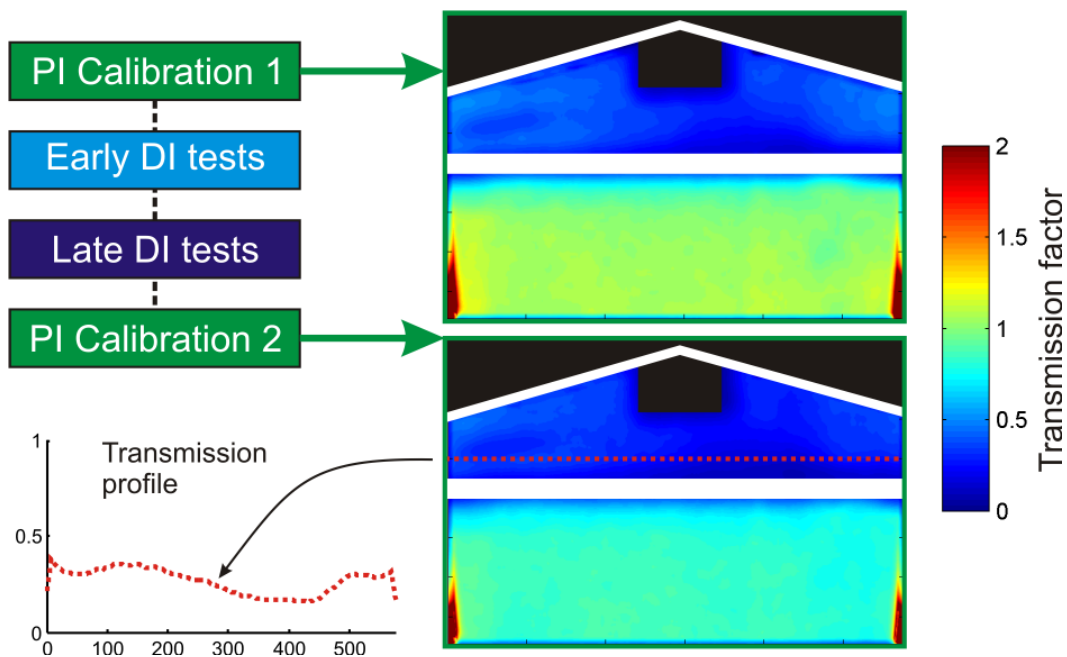 PI Calibration 1
Early DI tests
Late DI tests
PI Calibration 2
2
1.5
1
0.5
0
Transmission factor
1
0.5
0
Transmission
profile
0 100 200 300 400 500